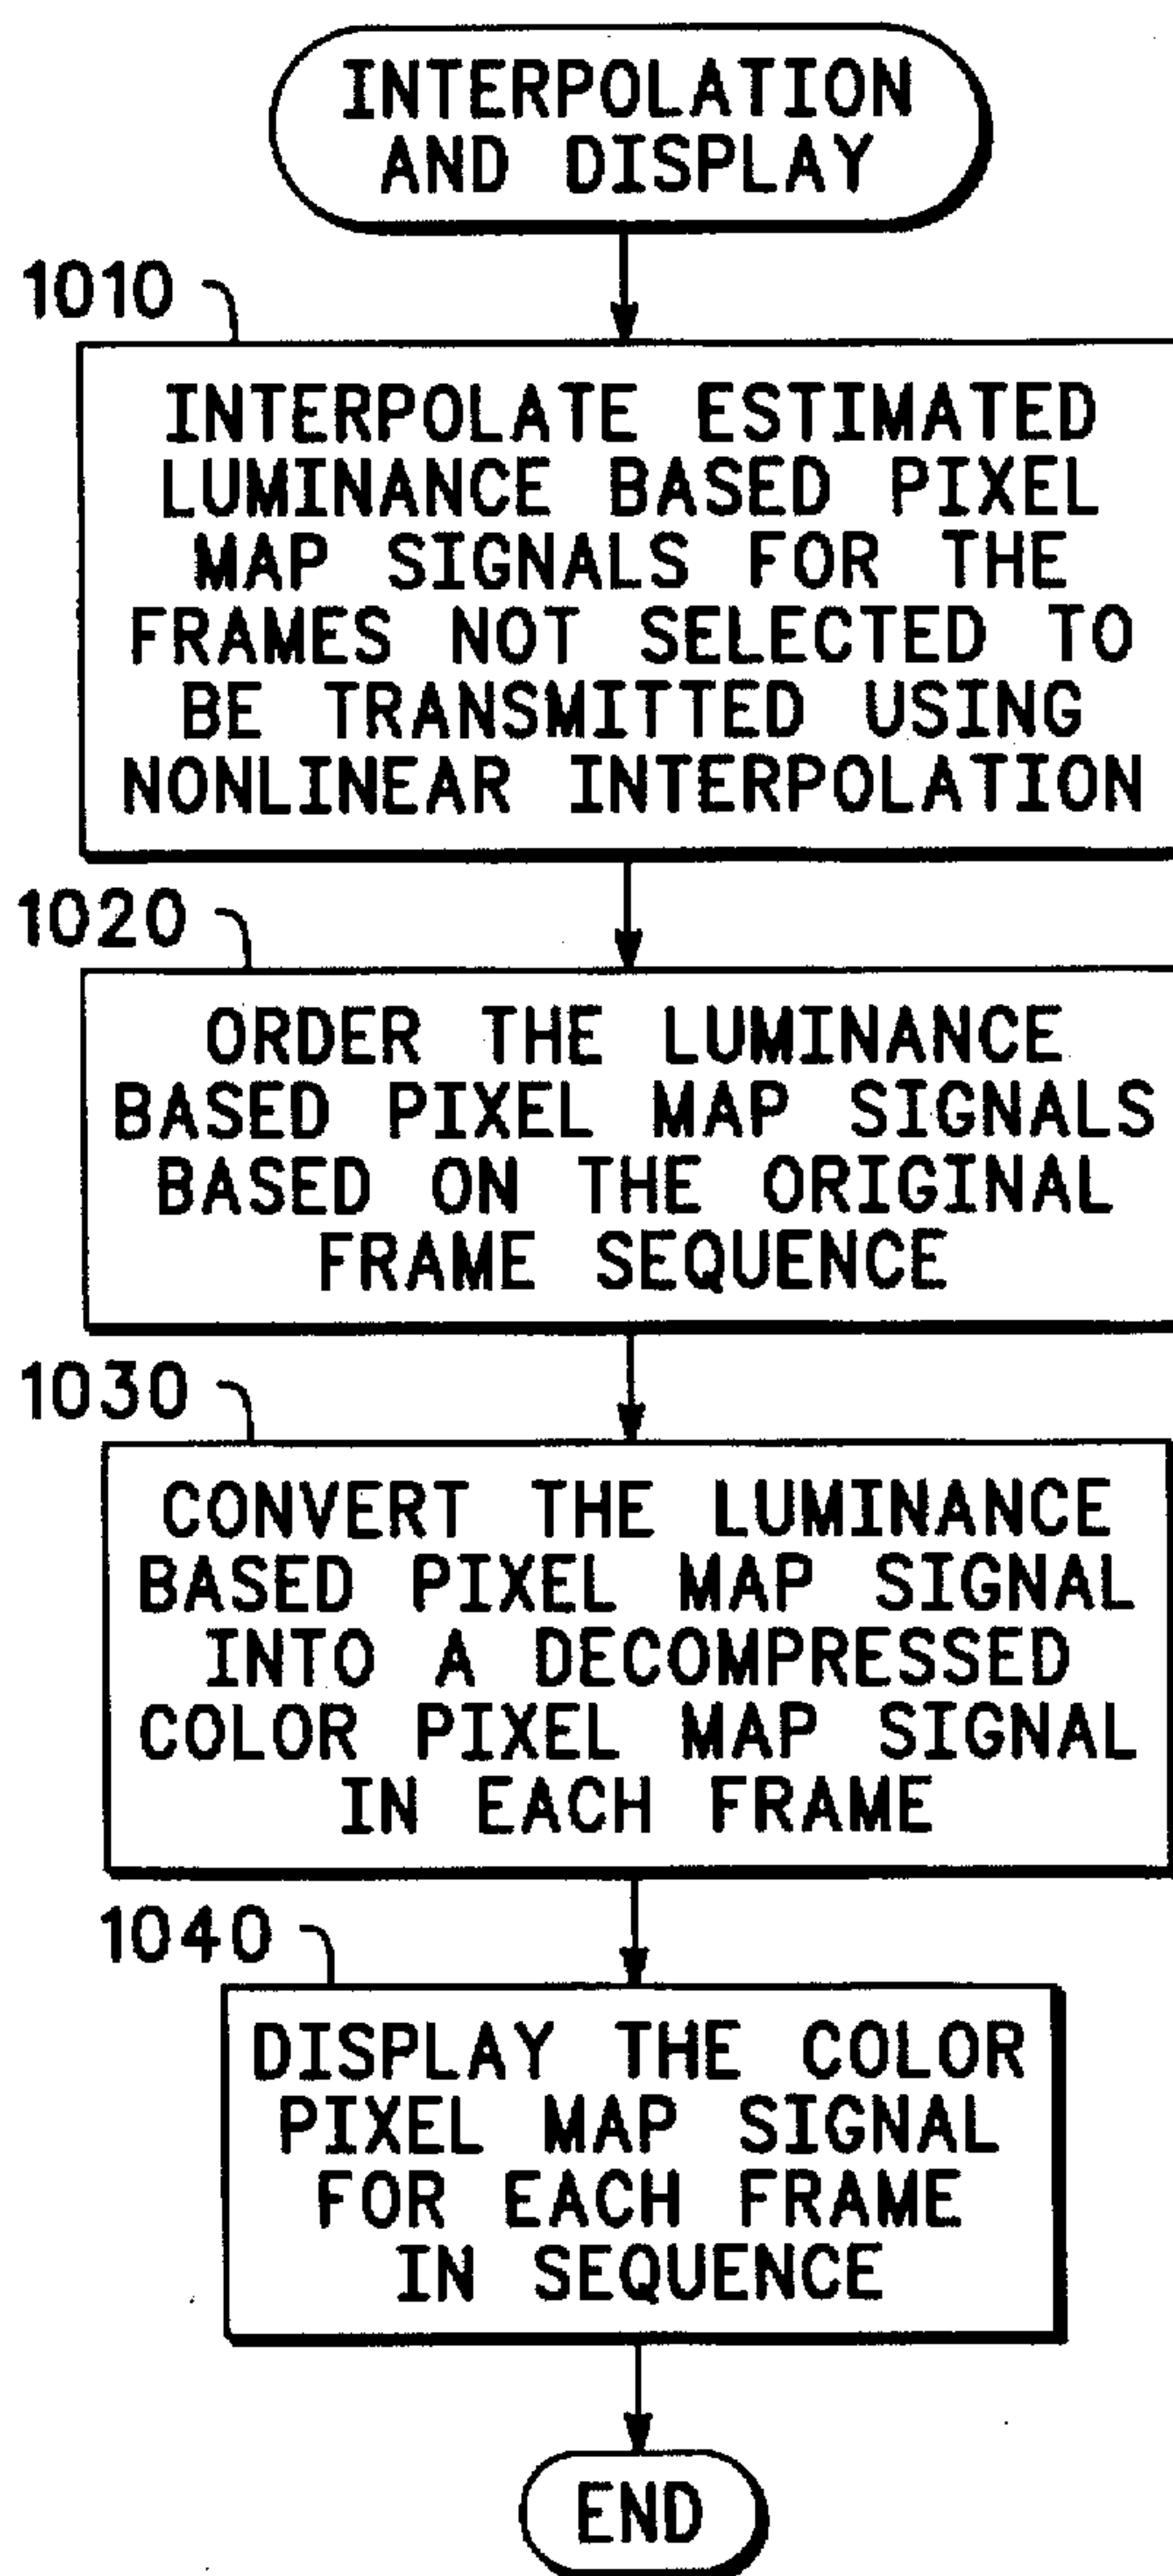 INTERPOLATION
AND DISPLAY
1010
INTERPOLATE ESTIMATED
LUMINANCE BASED PIXEL
MAP SIGNALS FOR THE
FRAMES NOT SELECTED TO
BE TRANSMITTED USING
NONLINEAR INTERPOLATION
1020
ORDER THE LUMINANCE
BASED PIXEL MAP SIGNALS
BASED ON THE ORIGINAL
FRAME SEQUENCE
1030
CONVERT THE LUMINANCE
BASED PIXEL MAP SIGNAL
INTO A DECOMPRESSED
COLOR PIXEL MAP SIGNAL
IN EACH FRAME
1040
DISPLAY THE COLOR
PIXEL MAP SIGNAL
FOR EACH FRAME
IN SEQUENCE
END